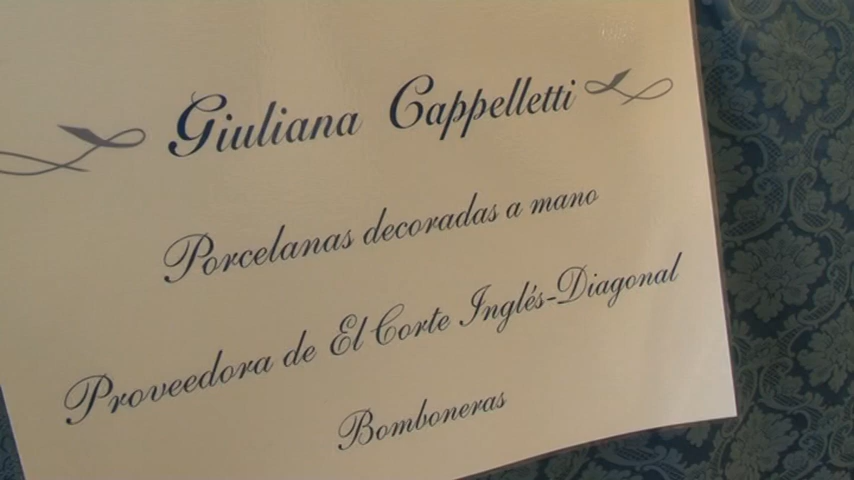 Giuliana Cappelletti
Porcelanas decoradas a mano
Proveedora de El Corte Inglés-Diagonal
Bomboneras